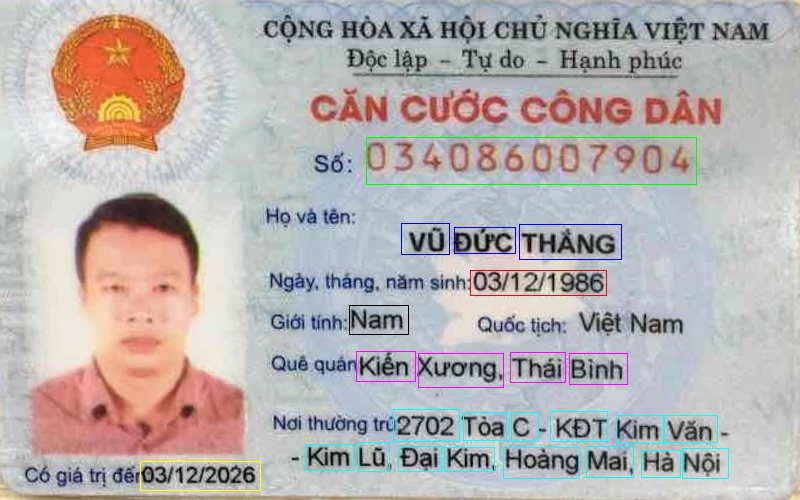 CỘNG HÒA XÃ HỘI CHỦ NGHĨA VIỆT NAM
Độc lập - Tự do - Hạnh phúc
CĂN CƯỚC CÔNG DÂN
Số: 034086007904
Họ và tên:
VŨ ĐỨC THẮNG
Ngày, tháng, năm sinh: 03/12/1986
Giới tính: Nam Quốc tịch: Việt Nam
Quê quán Kiến Xương, Thái Bình
Nơi thường trú 2702 Tòa C - KĐT Kim Văn -
- Kim Lũ, Đại Kim, Hoàng Mai, Hà Nội
Có giá trị đến 03/12/2026